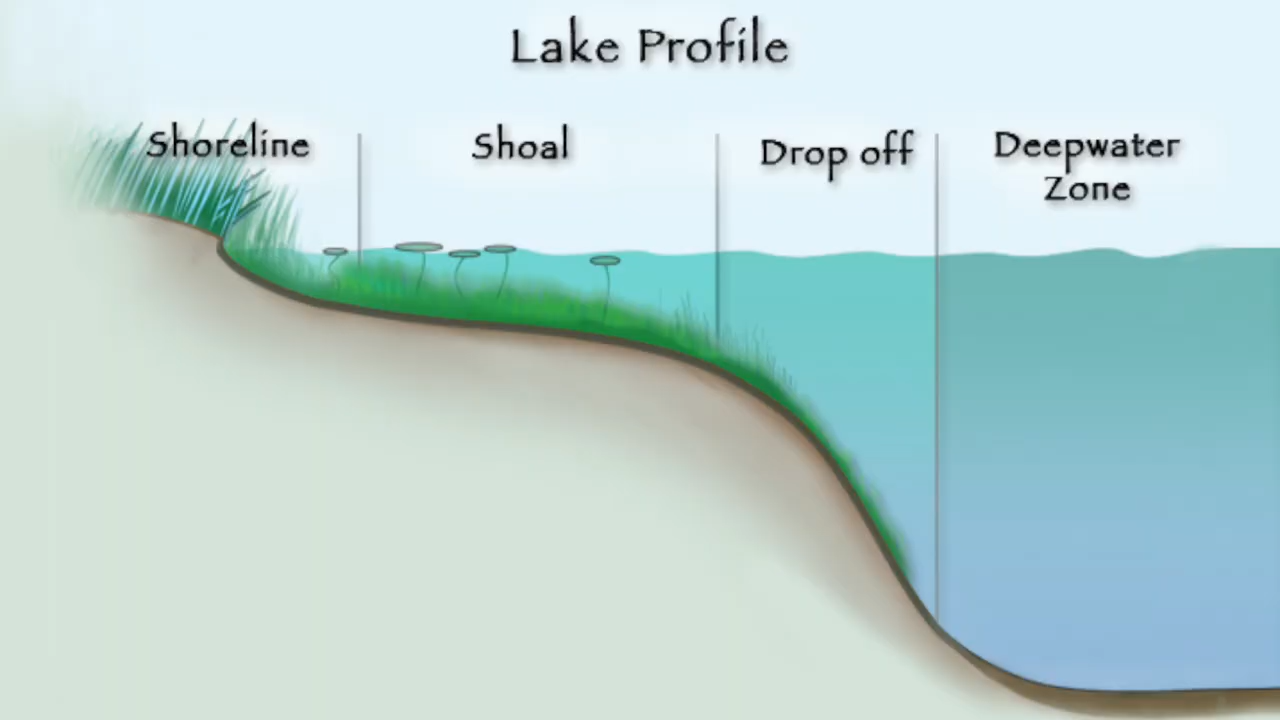 Lake Profile
Shoreline
Shoal
Drop off
Deepwater
Zone